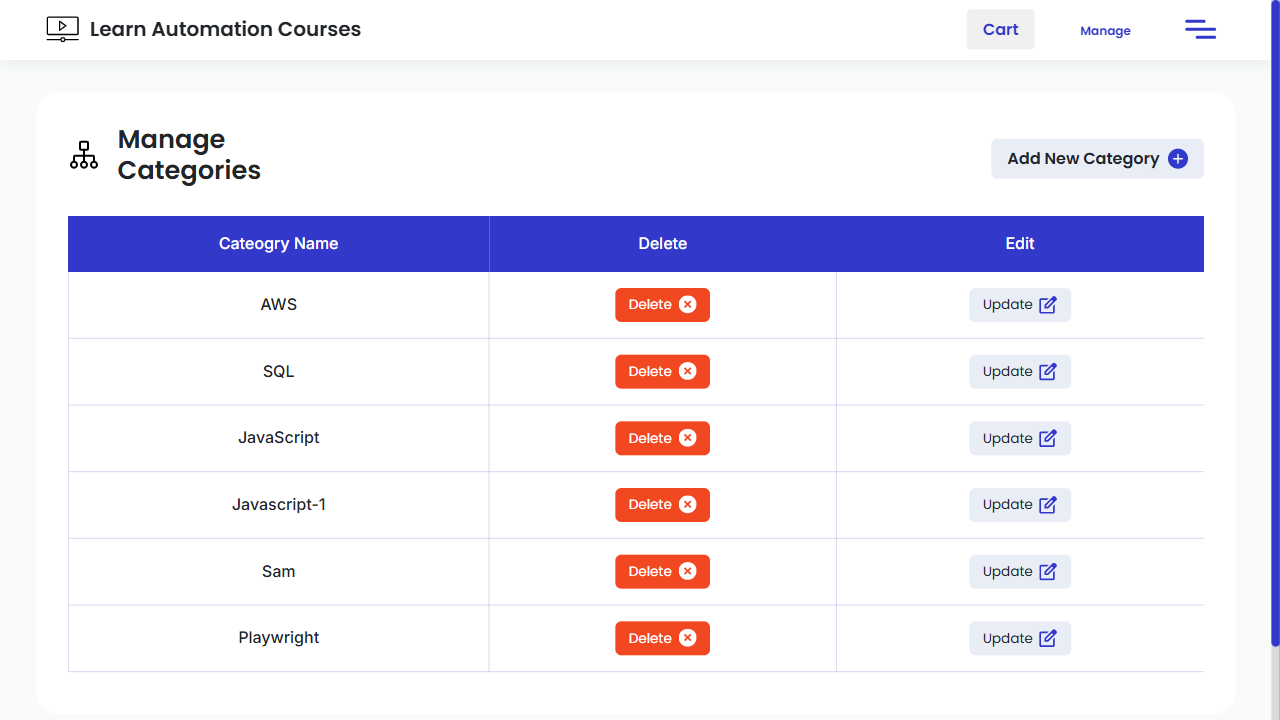 Learn Automation Courses
Cart
Manage
Manage
Categories
Add New Category
Cateogry Name
Delete
Edit
AWS
Delete
Update
SQL
Delete
Update
JavaScript
Delete
Update
Javascript-1
Delete
Update
Sam
Delete
Update
Playwright
Delete
Update